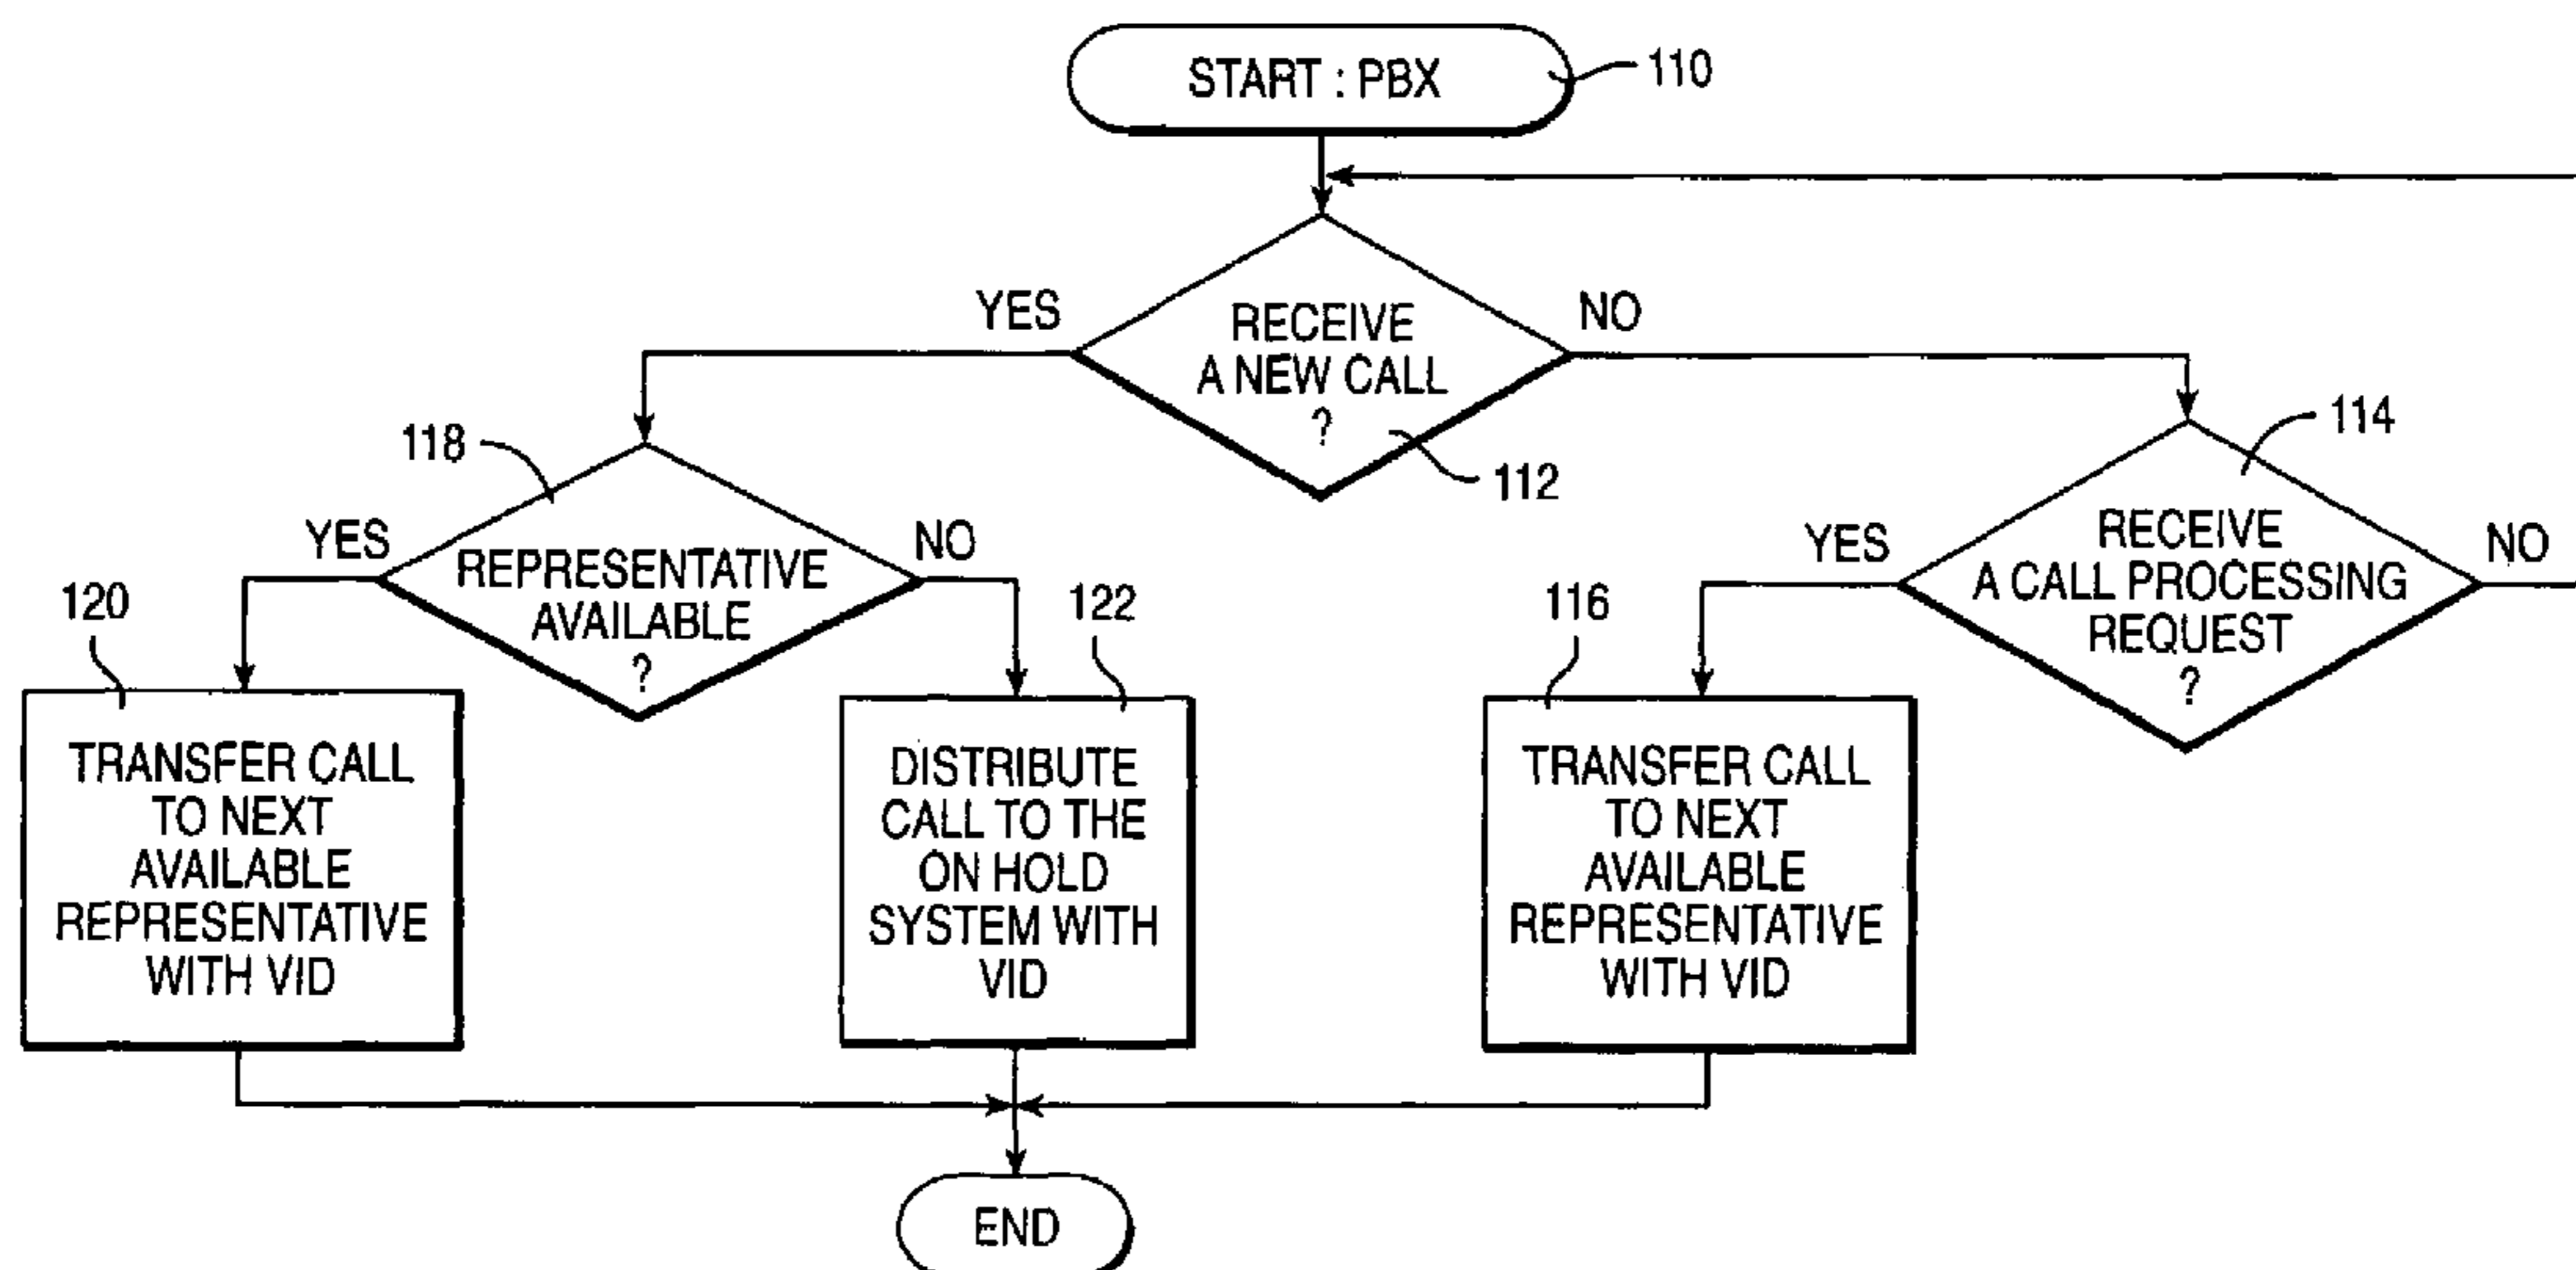 START : PBX
110
YES
RECEIVE
A NEW CALL
?
NO
112
118
YES
REPRESENTATIVE
AVAILABLE
?
NO
114
YES
RECEIVE
A CALL PROCESSING
REQUEST
?
NO
120
TRANSFER CALL
TO NEXT
AVAILABLE
REPRESENTATIVE
WITH VID
122
DISTRIBUTE
CALL TO THE
ON HOLD
SYSTEM WITH
VID
116
TRANSFER CALL
TO NEXT
AVAILABLE
REPRESENTATIVE
WITH VID
END